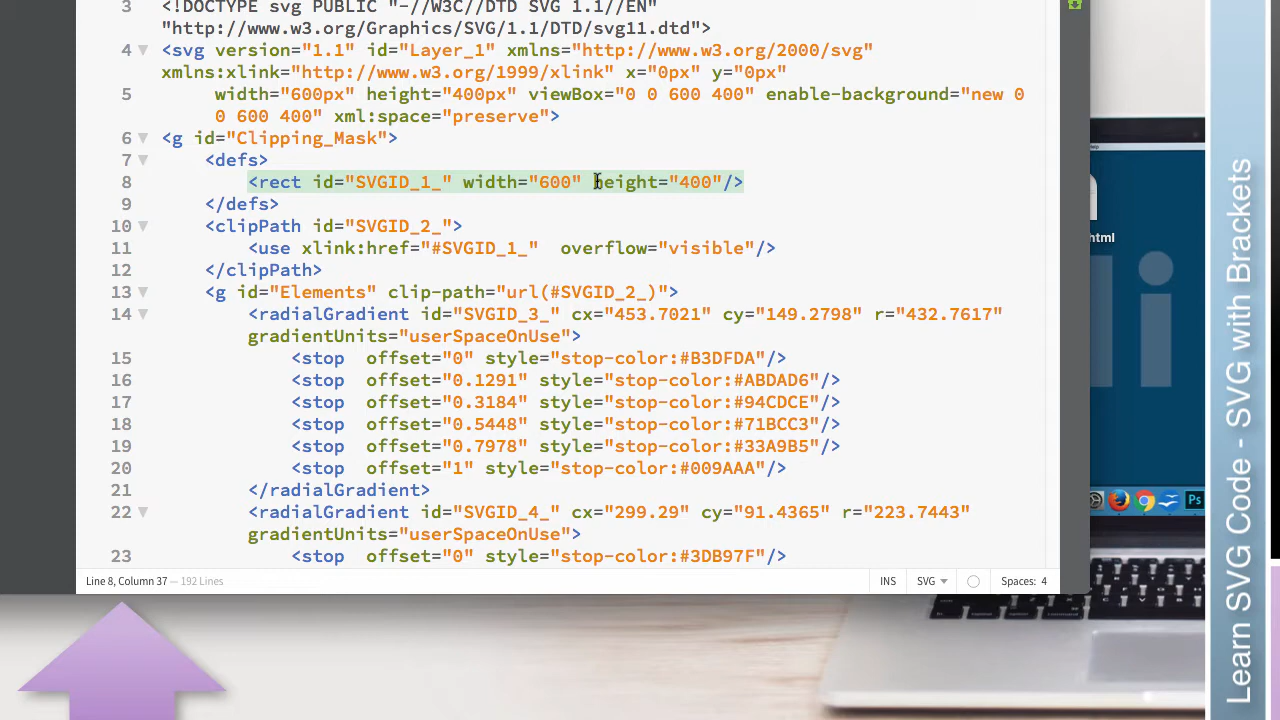 3 <!DOCTYPE svg PUBLIC "-//W3C//DTD SVG 1.1//EN"
"http://www.w3.org/Graphics/SVG/1.1/DTD/svg11.dtd">
4 <svg version="1.1" id="Layer_1" xmlns="http://www.w3.org/2000/svg"
xmlns:xlink="http://www.w3.org/1999/xlink" x="0px" y="0px"
5 width="600px" height="400px" viewBox="0 0 600 400" enable-background="new 0
0 600 400" xml:space="preserve">
6 <g id="Clipping_Mask">
7 <defs>
8 <rect id="SVGID_1_" width="600" height="400"/>
9 </defs>
10 <clipPath id="SVGID_2_">
11 <use xlink:href="#SVGID_1_"  overflow="visible"/>
12 </clipPath>
13 <g id="Elements" clip-path="url(#SVGID_2_)">
14 <radialGradient id="SVGID_3_" cx="453.7021" cy="149.2798" r="432.7617"
gradientUnits="userSpaceOnUse">
15 <stop  offset="0" style="stop-color:#B3DFDA"/>
16 <stop  offset="0.1291" style="stop-color:#ABDAD6"/>
17 <stop  offset="0.3184" style="stop-color:#94CDCE"/>
18 <stop  offset="0.5448" style="stop-color:#71BCC3"/>
19 <stop  offset="0.7978" style="stop-color:#33A9B5"/>
20 <stop  offset="1" style="stop-color:#009AAA"/>
21 </radialGradient>
22 <radialGradient id="SVGID_4_" cx="299.29" cy="91.4365" r="223.7443"
gradientUnits="userSpaceOnUse">
23 <stop  offset="0" style="stop-color:#3DB97F"/>
Line 8, Column 37 — 192 Lines
INS SVG Spaces: 4
html
Ps
Learn SVG Code - SVG with Brackets